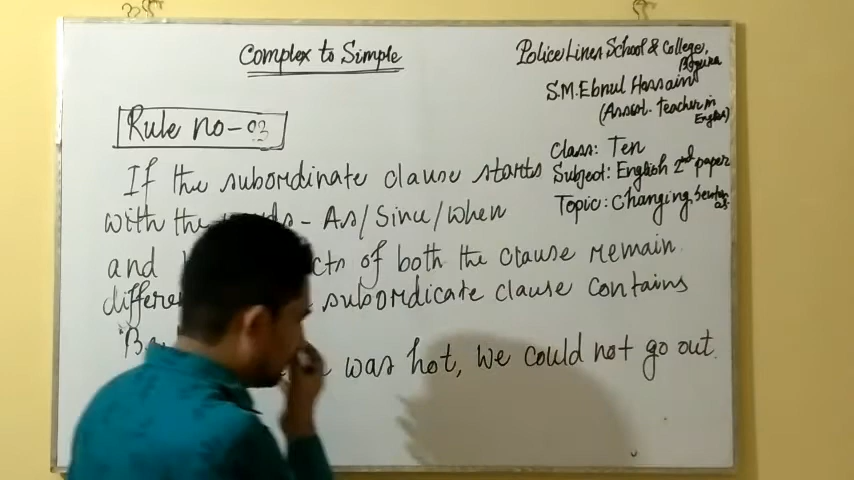 Complex to Simple
Police Lines School & College,
Bogura
S.M. Ebnul Hossain
(Assist. Teacher in
English)
Rule no-03
Class: Ten
Subject: English 2nd paper
Topic: Changing
If the subordinate clause starts
with the - As/Since/When
and of both the clause remain
subordicate clause contains
was hot, we could not go out.